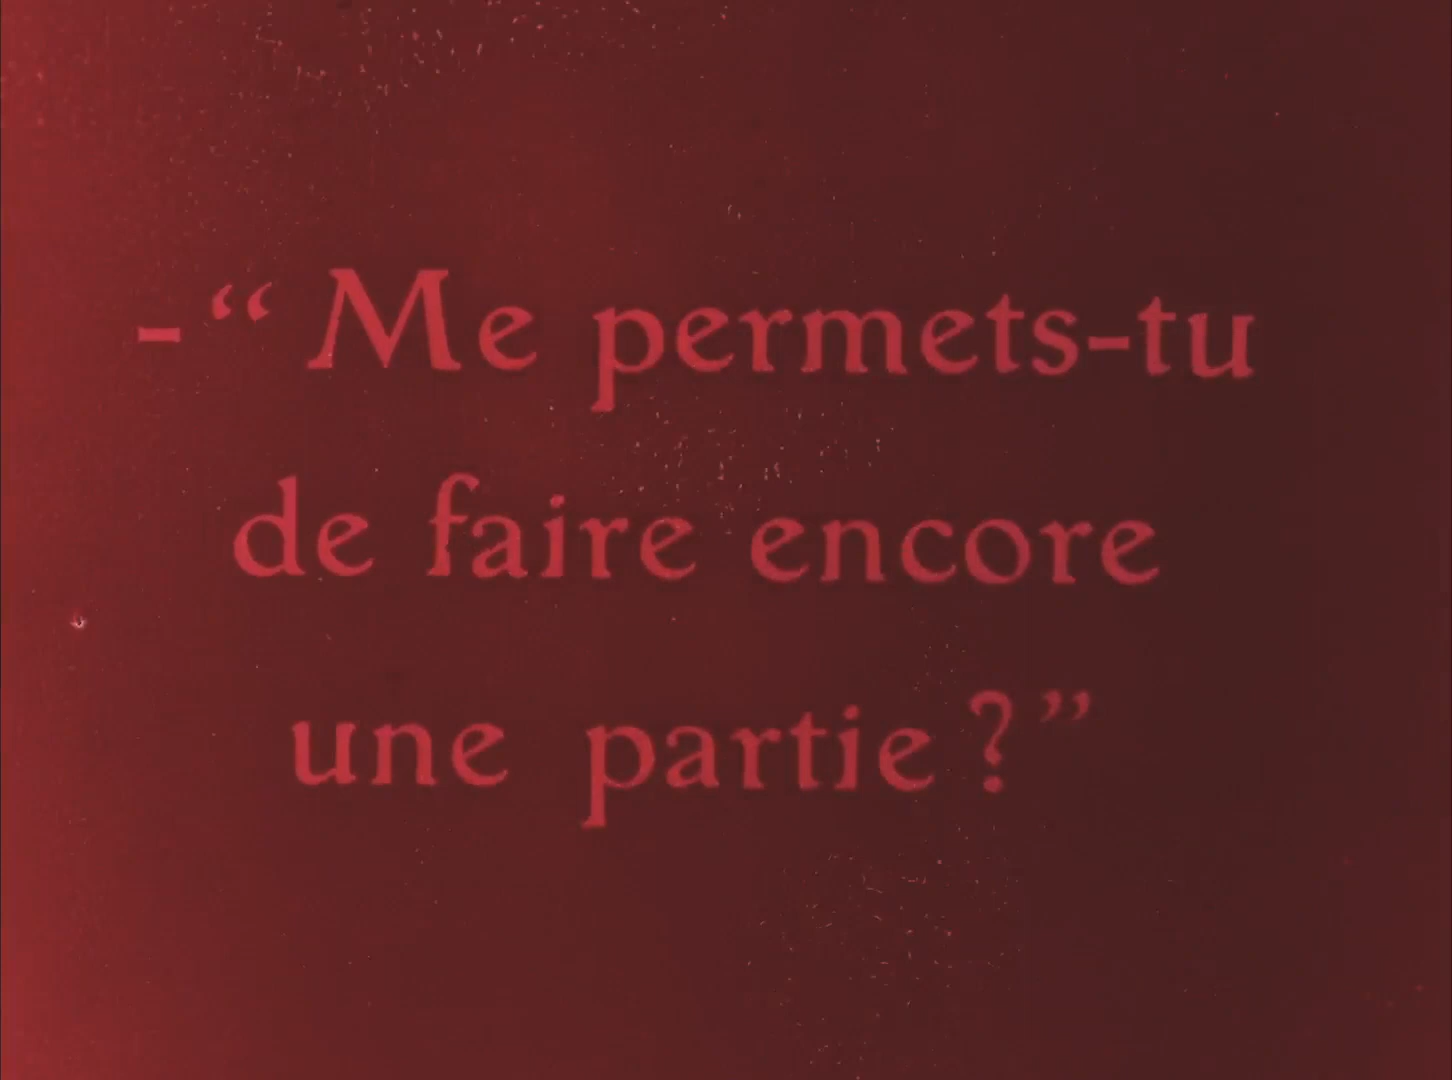 -“ Me permets-tu
de faire encore
une partie ?”